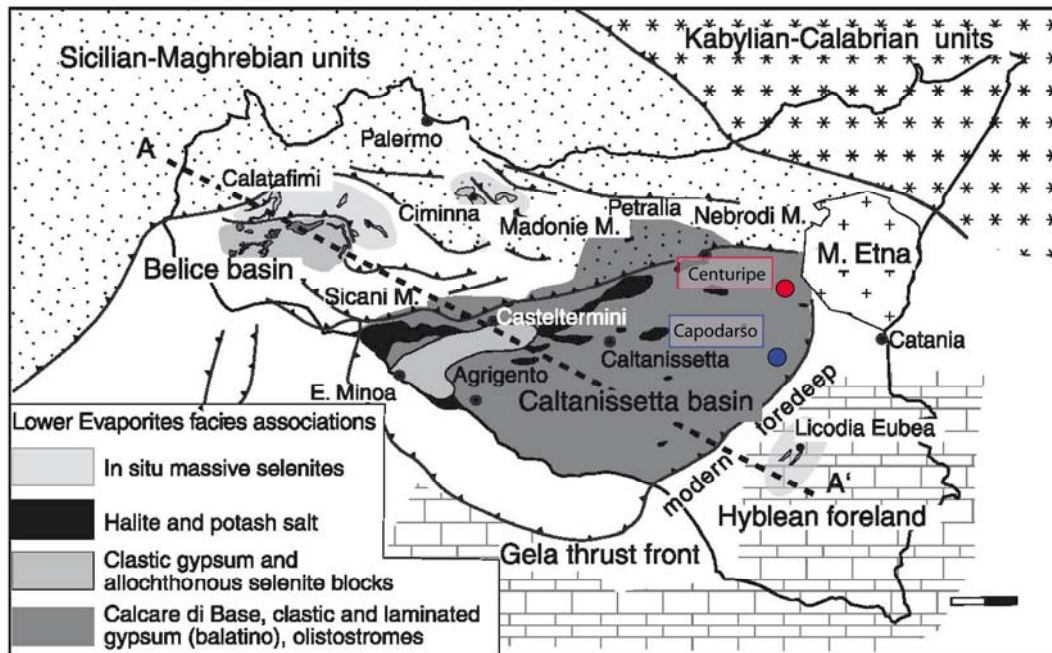 Sicilian-Maghrebian units
Kabylian-Calabrian units
A
Palermo
Calatafimi
Ciminna
Madonie M.
Petralia
Nebrodi M.
M. Etna
Belice basin
Sicani M.
Centuripe
Casteltermini
Capodarso
Catania
Caltanissetta
E. Minoa
Agrigento
Caltanissetta basin
modern foredeep
Licodia Eubea
A'
Hyblean foreland
Gela thrust front
Lower Evaporites facies associations
In situ massive selenites
Halite and potash salt
Clastic gypsum and
allochthonous selenite blocks
Calcare di Base, clastic and laminated
gypsum (balatino), olistostromes